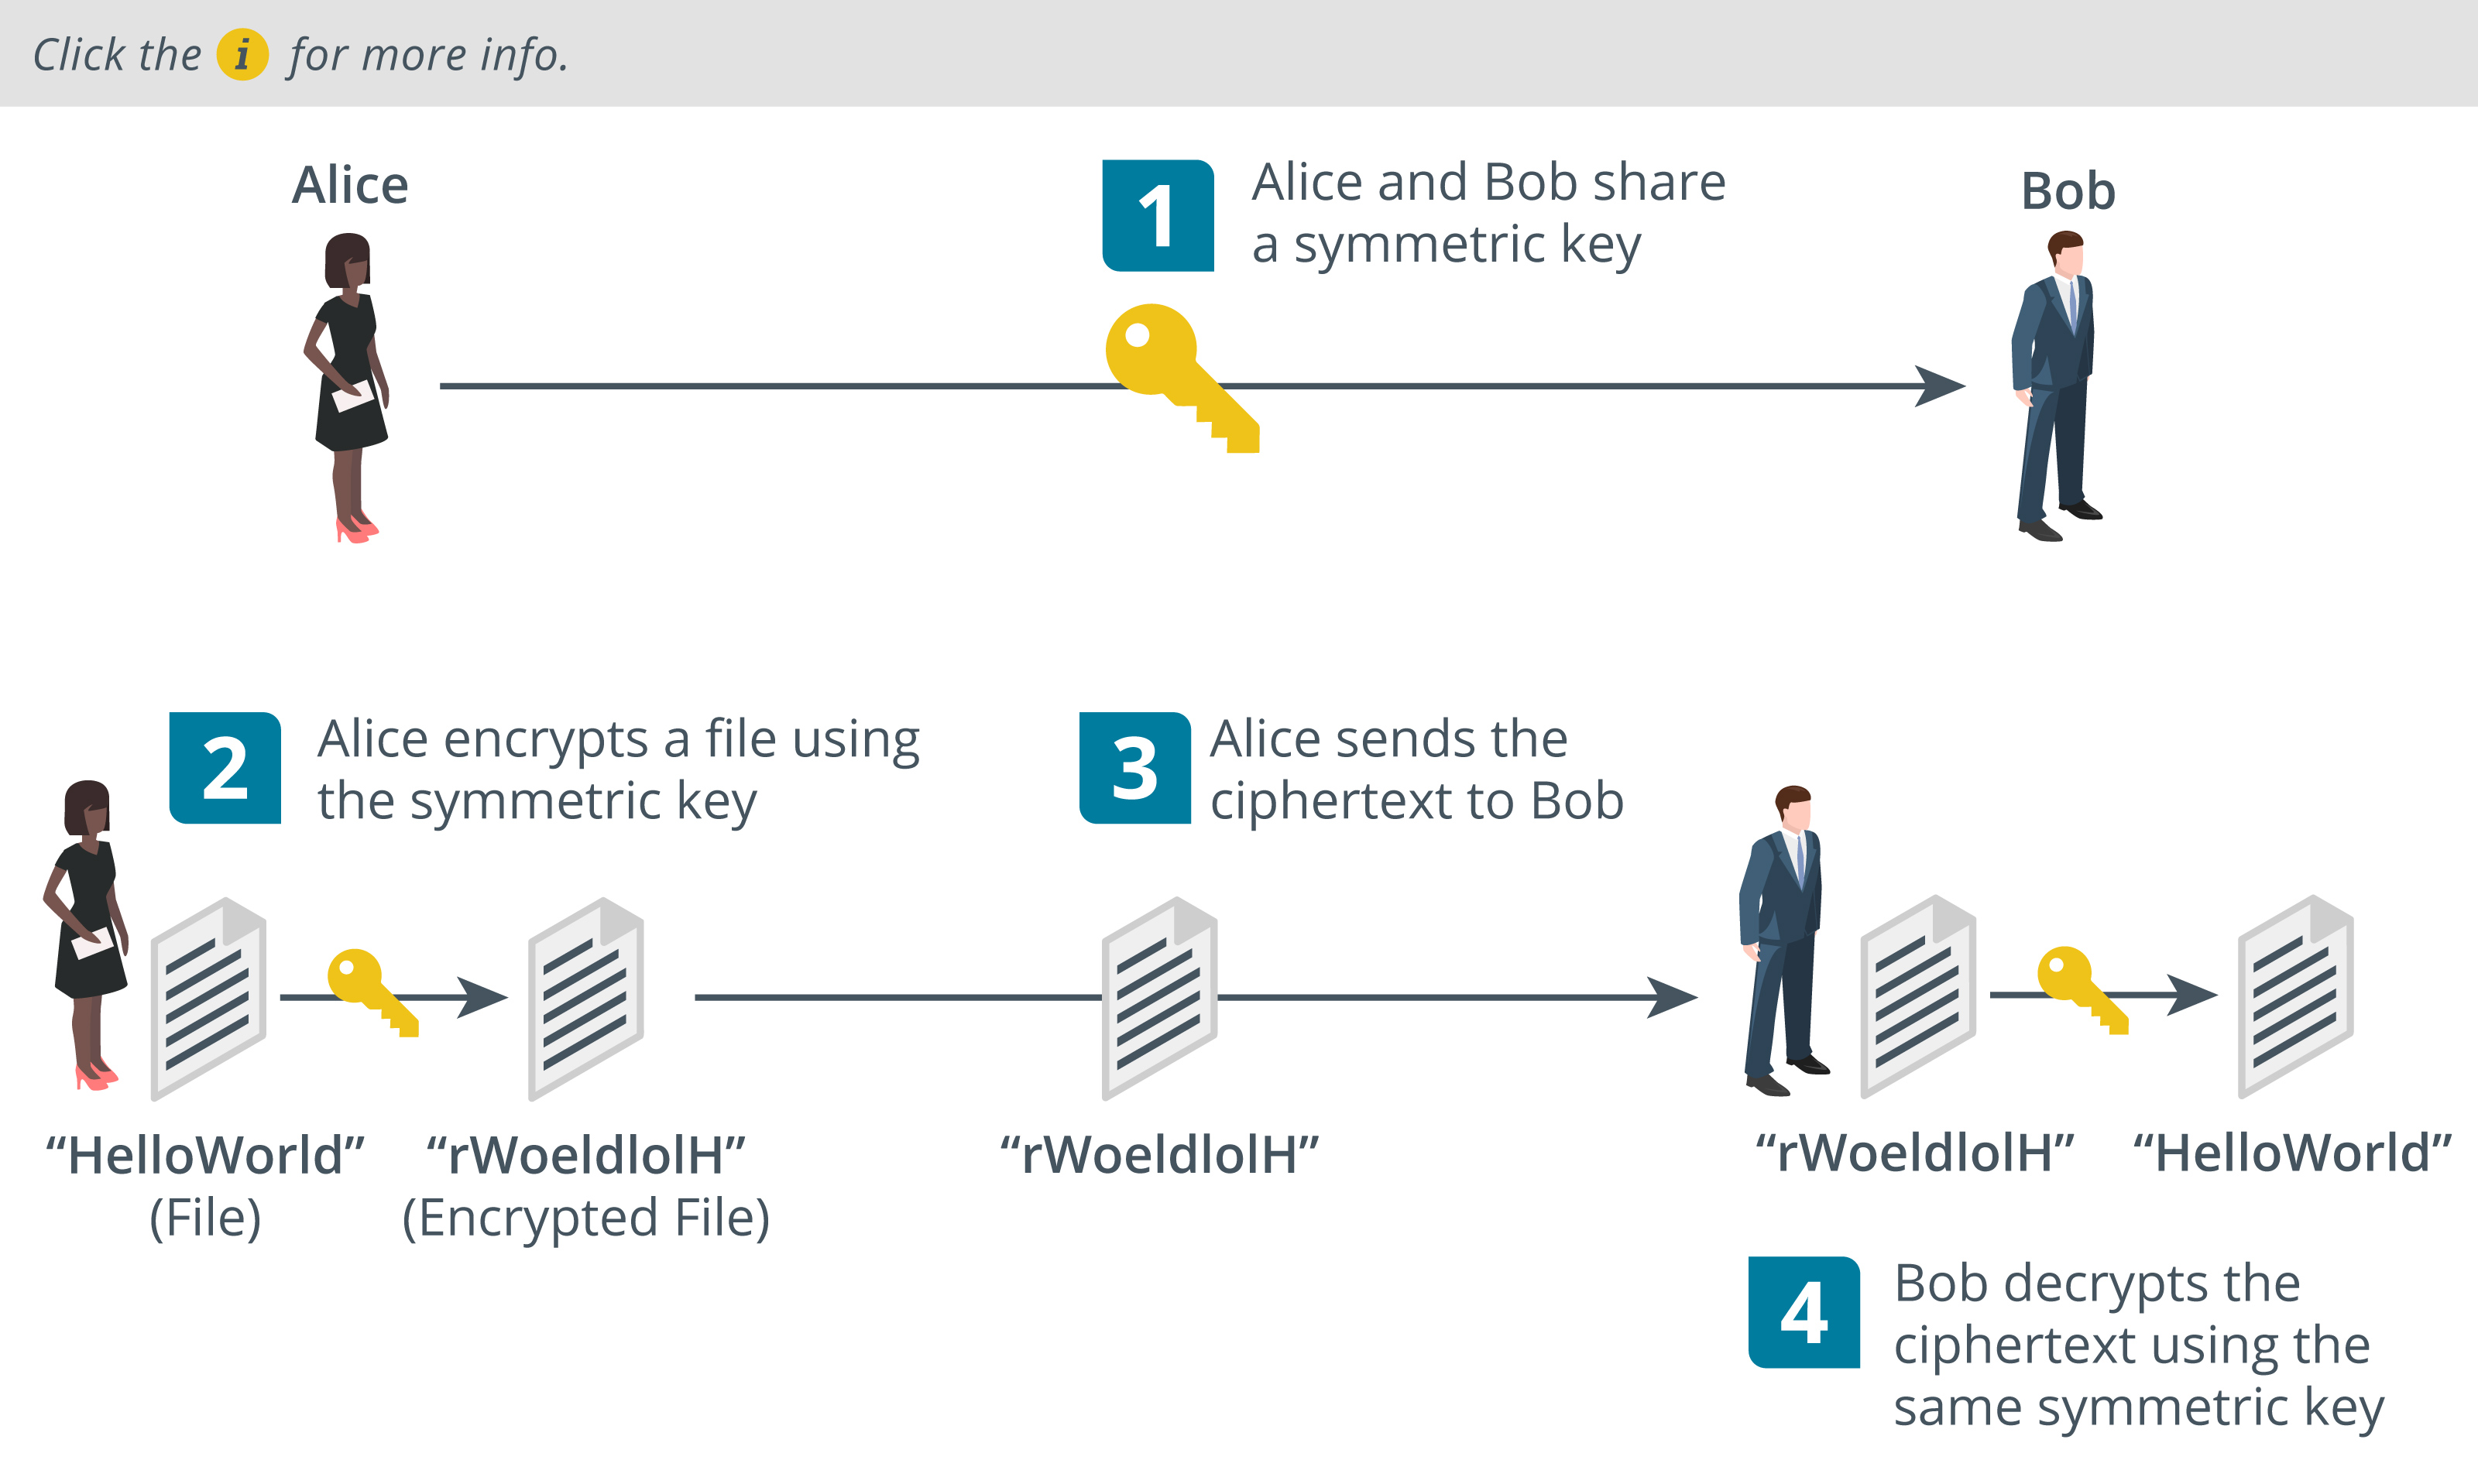 Click the i for more info.
Alice
1
Alice and Bob share
a symmetric key
Bob
2
Alice encrypts a file using
the symmetric key
3
Alice sends the
ciphertext to Bob
“HelloWorld”
(File)
“rWoeldlolH”
(Encrypted File)
“rWoeldlolH”
“rWoeldlolH”
“HelloWorld”
4
Bob decrypts the
ciphertext using the
same symmetric key